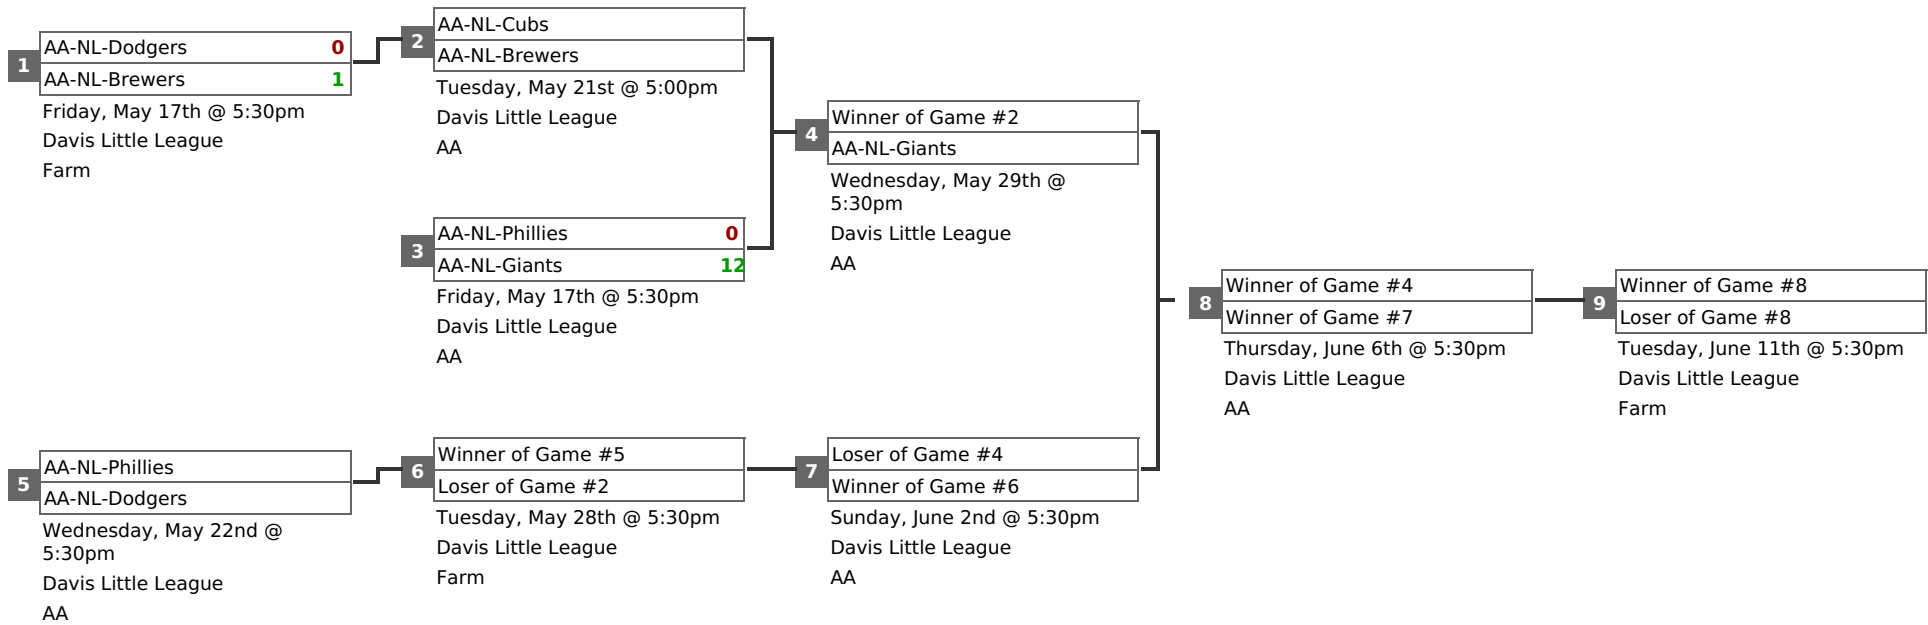 1
AA-NL-Dodgers 0
AA-NL-Brewers 1
Friday, May 17th @ 5:30pm
Davis Little League
Farm
2
AA-NL-Cubs
AA-NL-Brewers
Tuesday, May 21st @ 5:00pm
Davis Little League
AA
3
AA-NL-Phillies 0
AA-NL-Giants 12
Friday, May 17th @ 5:30pm
Davis Little League
AA
4
Winner of Game #2
AA-NL-Giants
Wednesday, May 29th @
5:30pm
Davis Little League
AA
5
AA-NL-Phillies
AA-NL-Dodgers
Wednesday, May 22nd @
5:30pm
Davis Little League
AA
6
Winner of Game #5
Loser of Game #2
Tuesday, May 28th @ 5:30pm
Davis Little League
Farm
7
Loser of Game #4
Winner of Game #6
Sunday, June 2nd @ 5:30pm
Davis Little League
AA
8
Winner of Game #4
Winner of Game #7
Thursday, June 6th @ 5:30pm
Davis Little League
AA
9
Winner of Game #8
Loser of Game #8
Tuesday, June 11th @ 5:30pm
Davis Little League
Farm